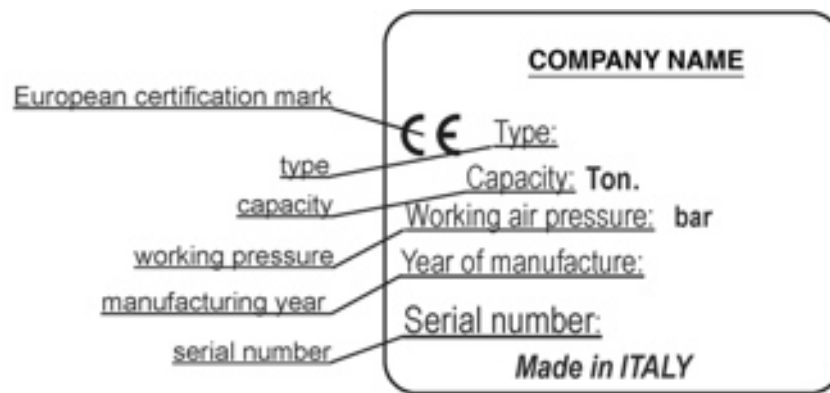 COMPANY NAME
European certification mark
CE Type:
type
Capacity: Ton.
capacity
Working air pressure: bar
working pressure
Year of manufacture:
manufacturing year
Serial number:
serial number
Made in ITALY